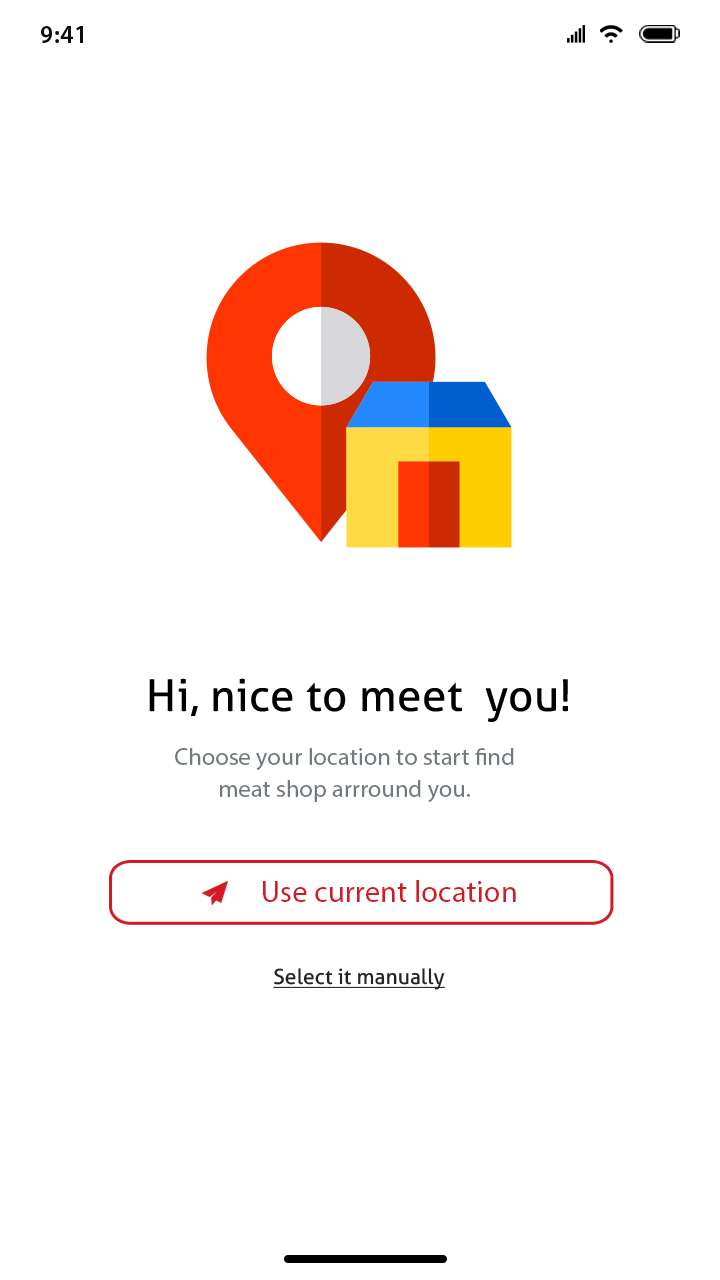 9:41
Hi, nice to meet you!
Choose your location to start find
meat shop arrround you.
Use current location
Select it manually